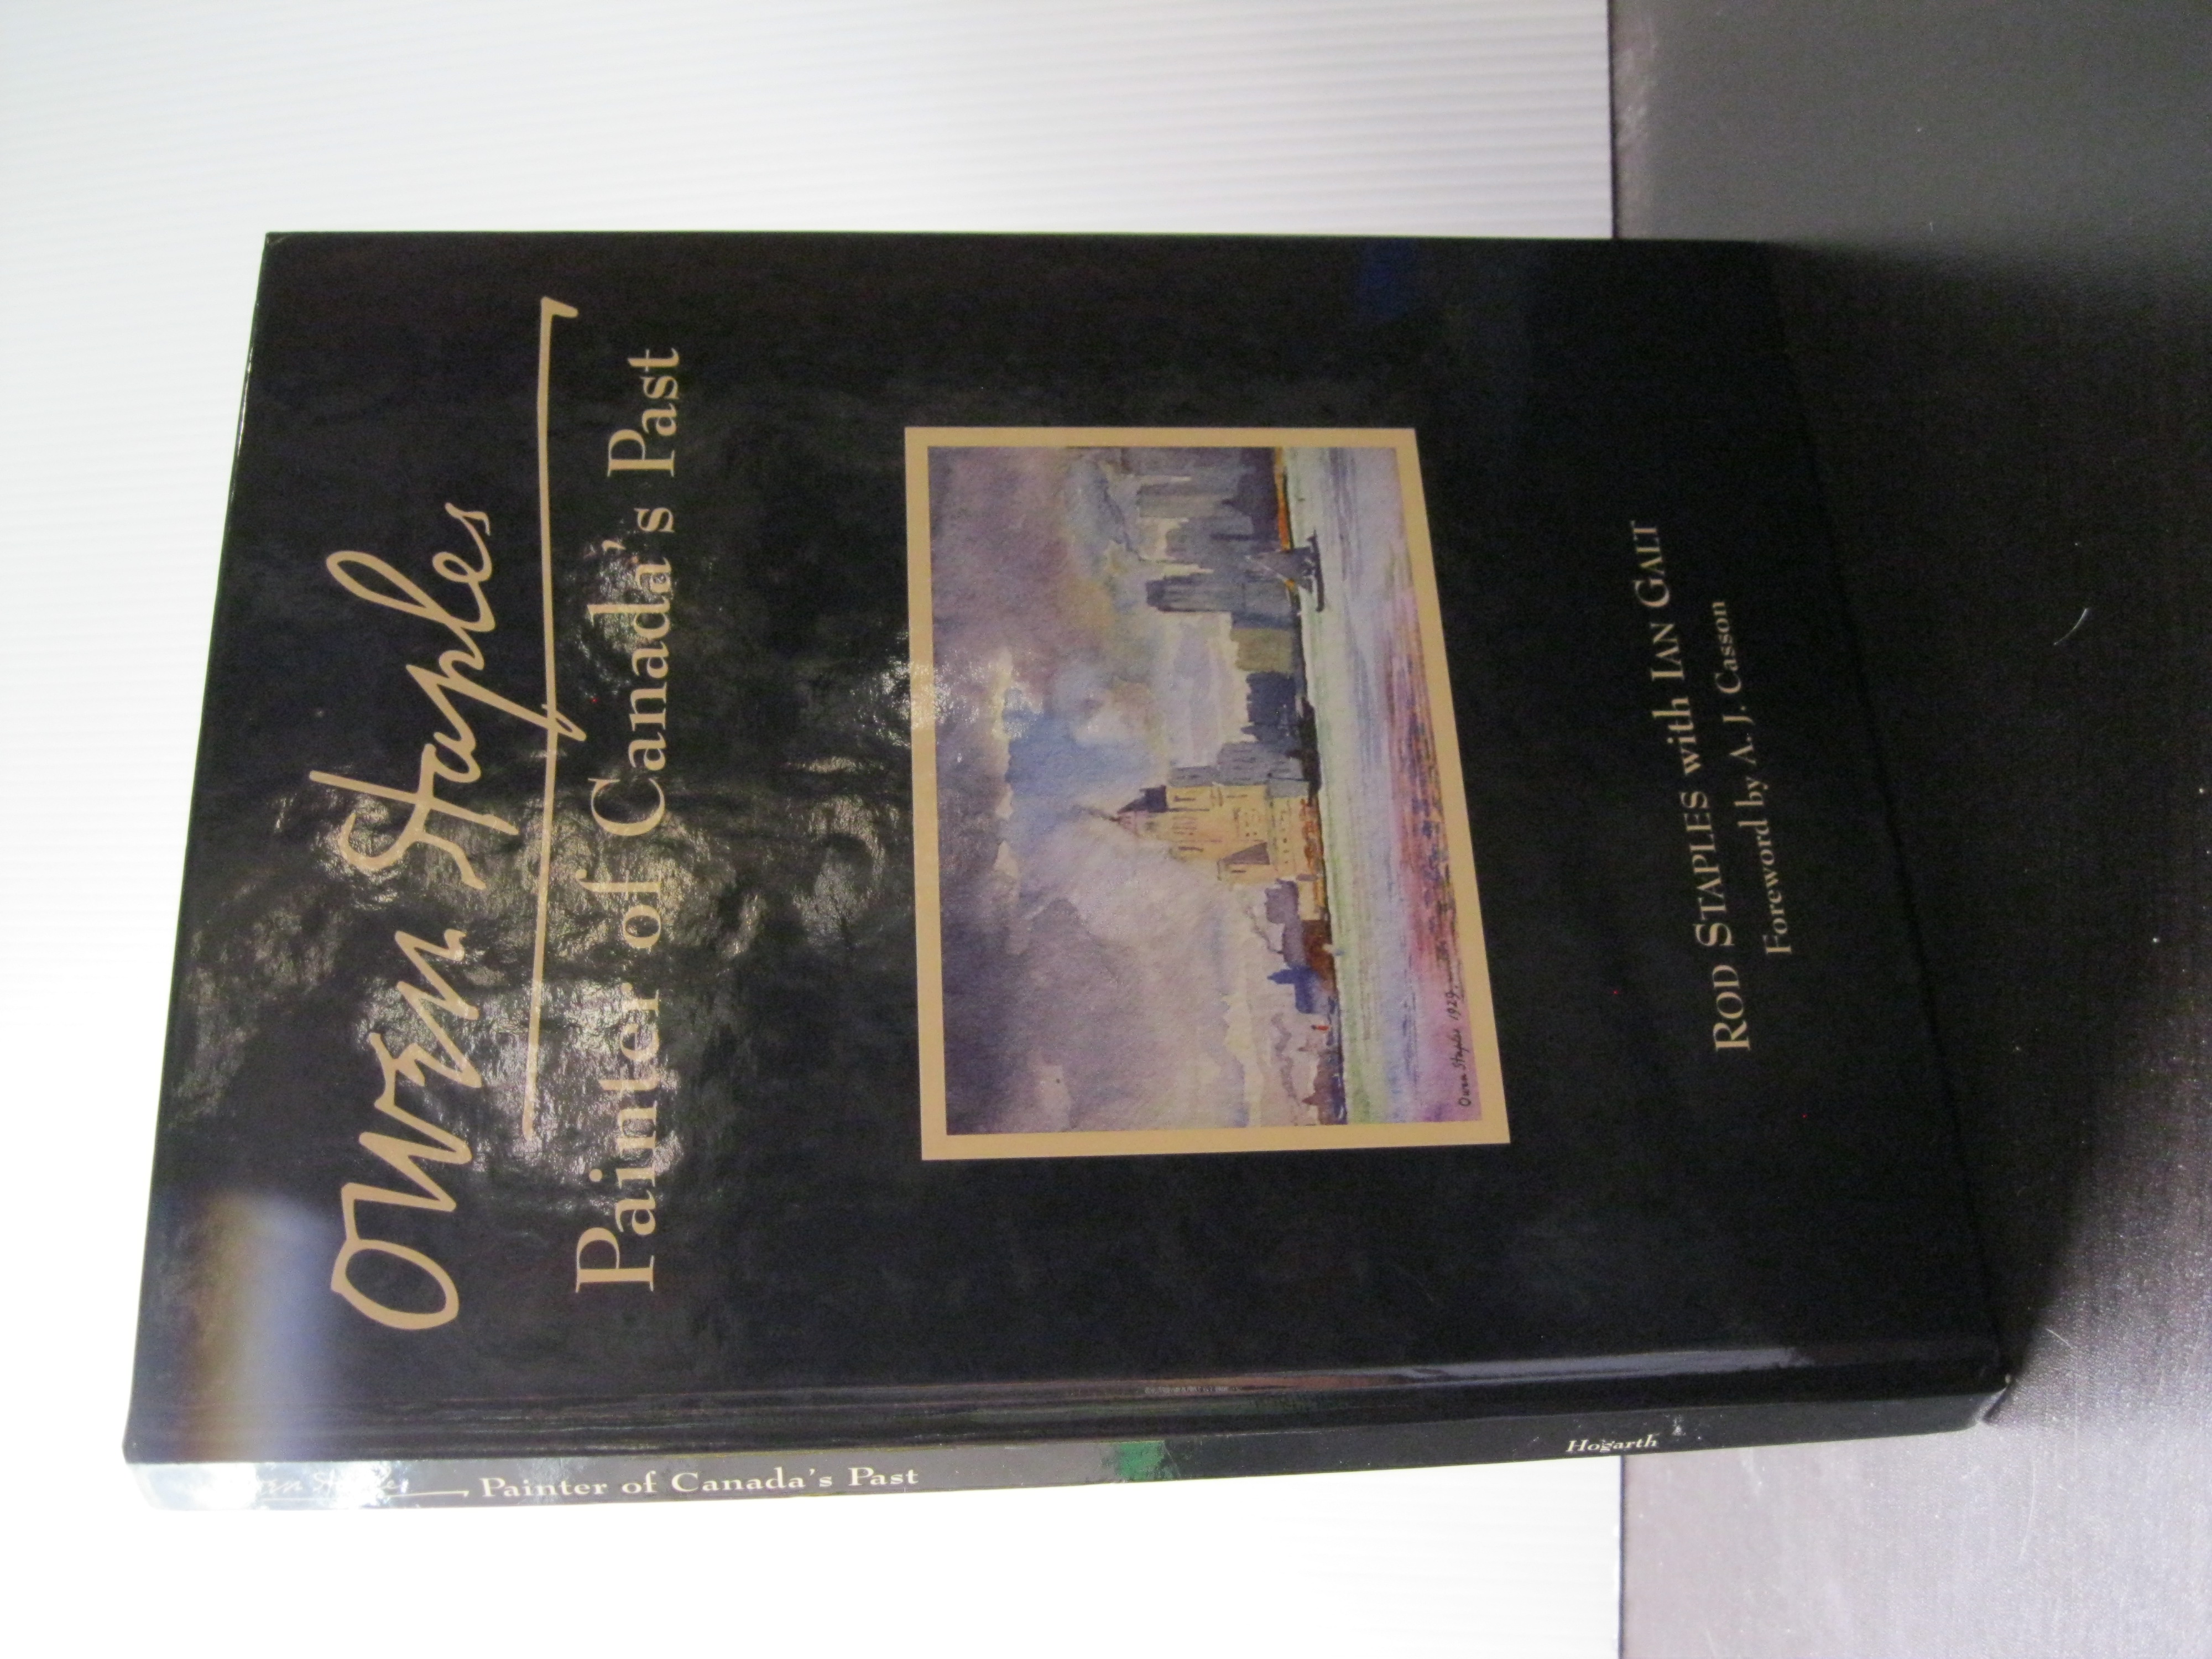 Owen Staples
Painter of Canada's Past
Owen Staples 1929
ROD STAPLES with IAN GALT
Foreword by A. J. Casson
Painter of Canada's Past
Hogarth